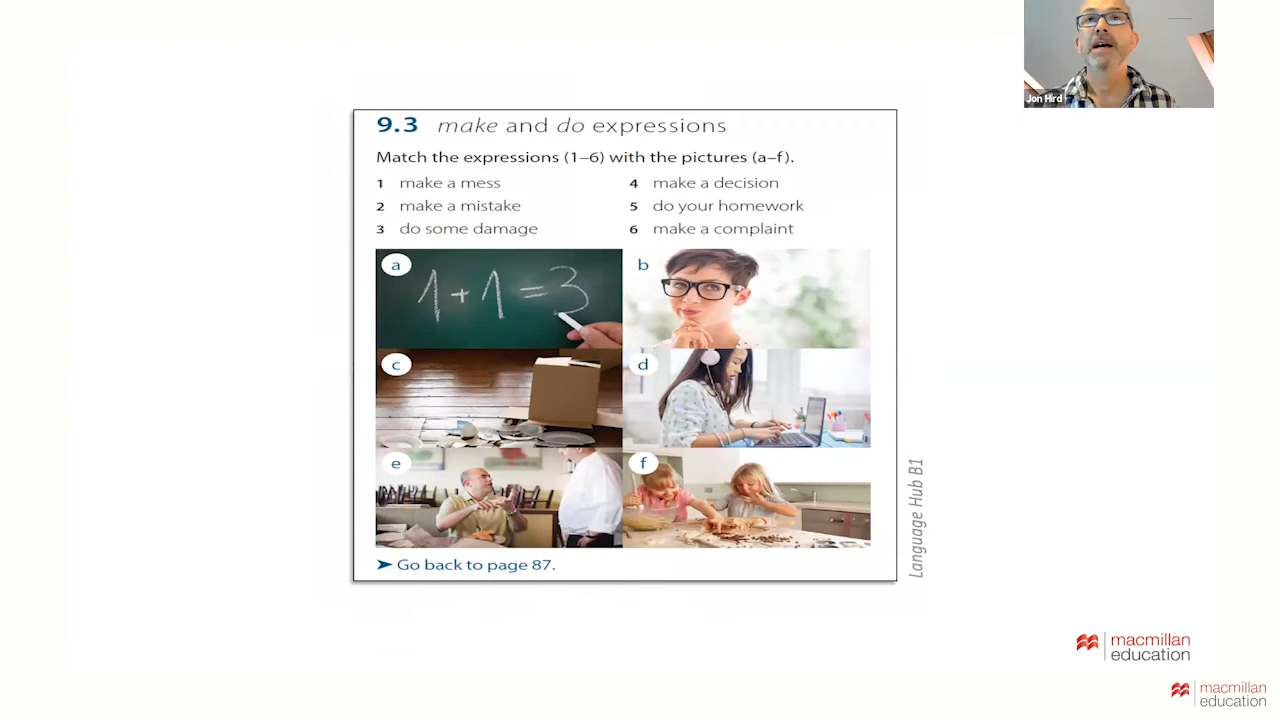 Jon Hird
9.3 make and do expressions
Match the expressions (1–6) with the pictures (a–f).
1 make a mess
2 make a mistake
3 do some damage
4 make a decision
5 do your homework
6 make a complaint
a
1+1=3
b
c
d
e
f
➤ Go back to page 87.
Language Hub B1
macmillan
education
macmillan
education